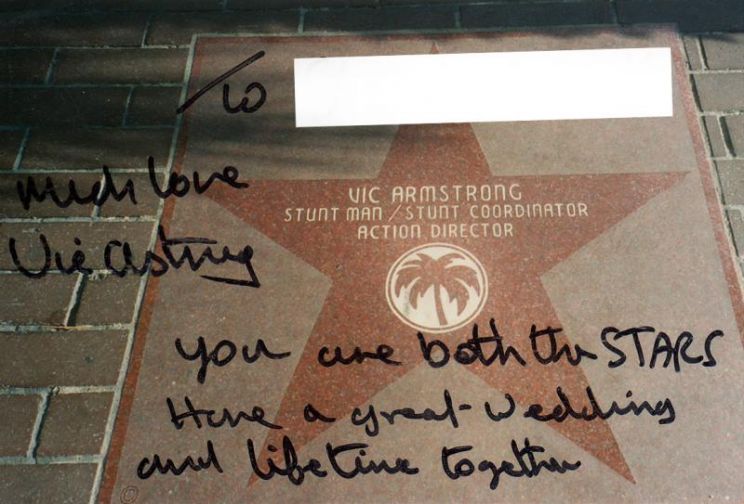 To
much love
Vic Armstrong
VIC ARMSTRONG
STUNT MAN / STUNT COORDINATOR
ACTION DIRECTOR
you are both the STARS
Have a great wedding
and lifetime together
©